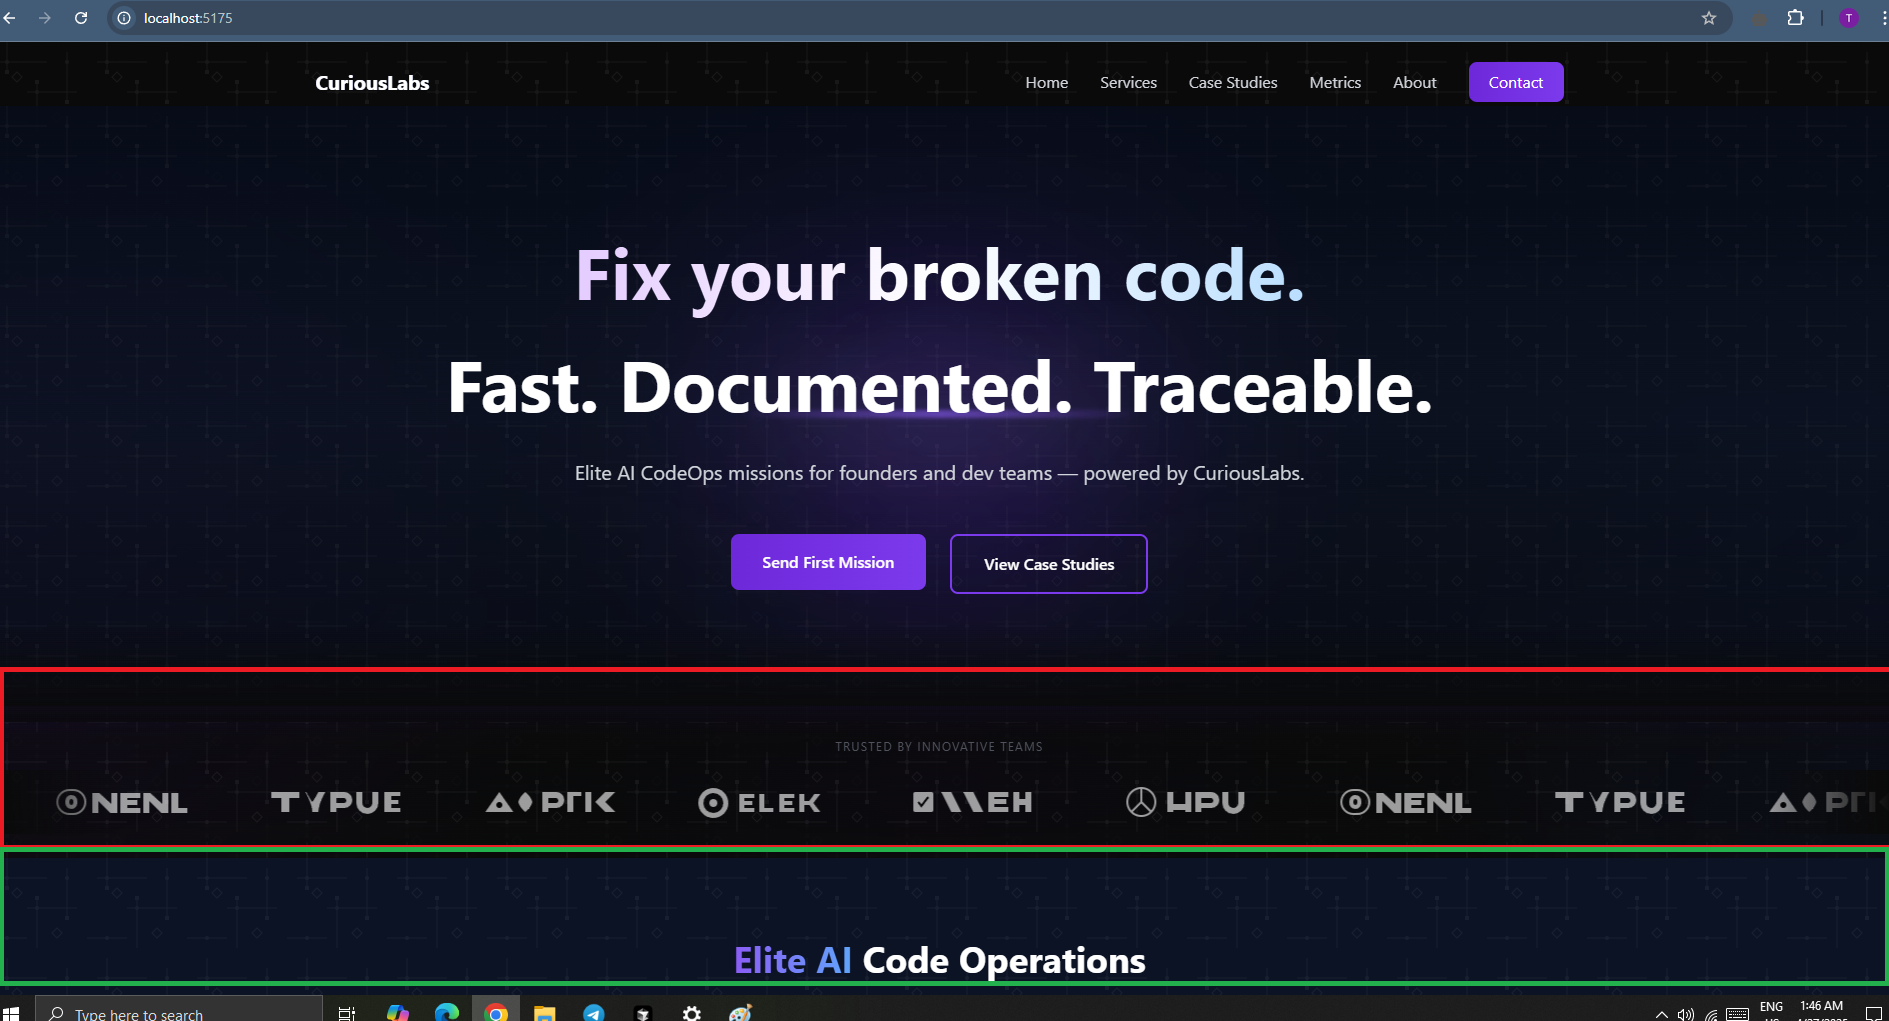 localhost:5175
T
CuriousLabs
Home Services Case Studies Metrics About Contact
Fix your broken code.
Fast. Documented. Traceable.
Elite AI CodeOps missions for founders and dev teams — powered by CuriousLabs.
Send First Mission View Case Studies
TRUSTED BY INNOVATIVE TEAMS
NENL TYPUE ELEK HPU NENL TYPUE
Elite AI Code Operations
Type here to search
ENG 1:46 AM